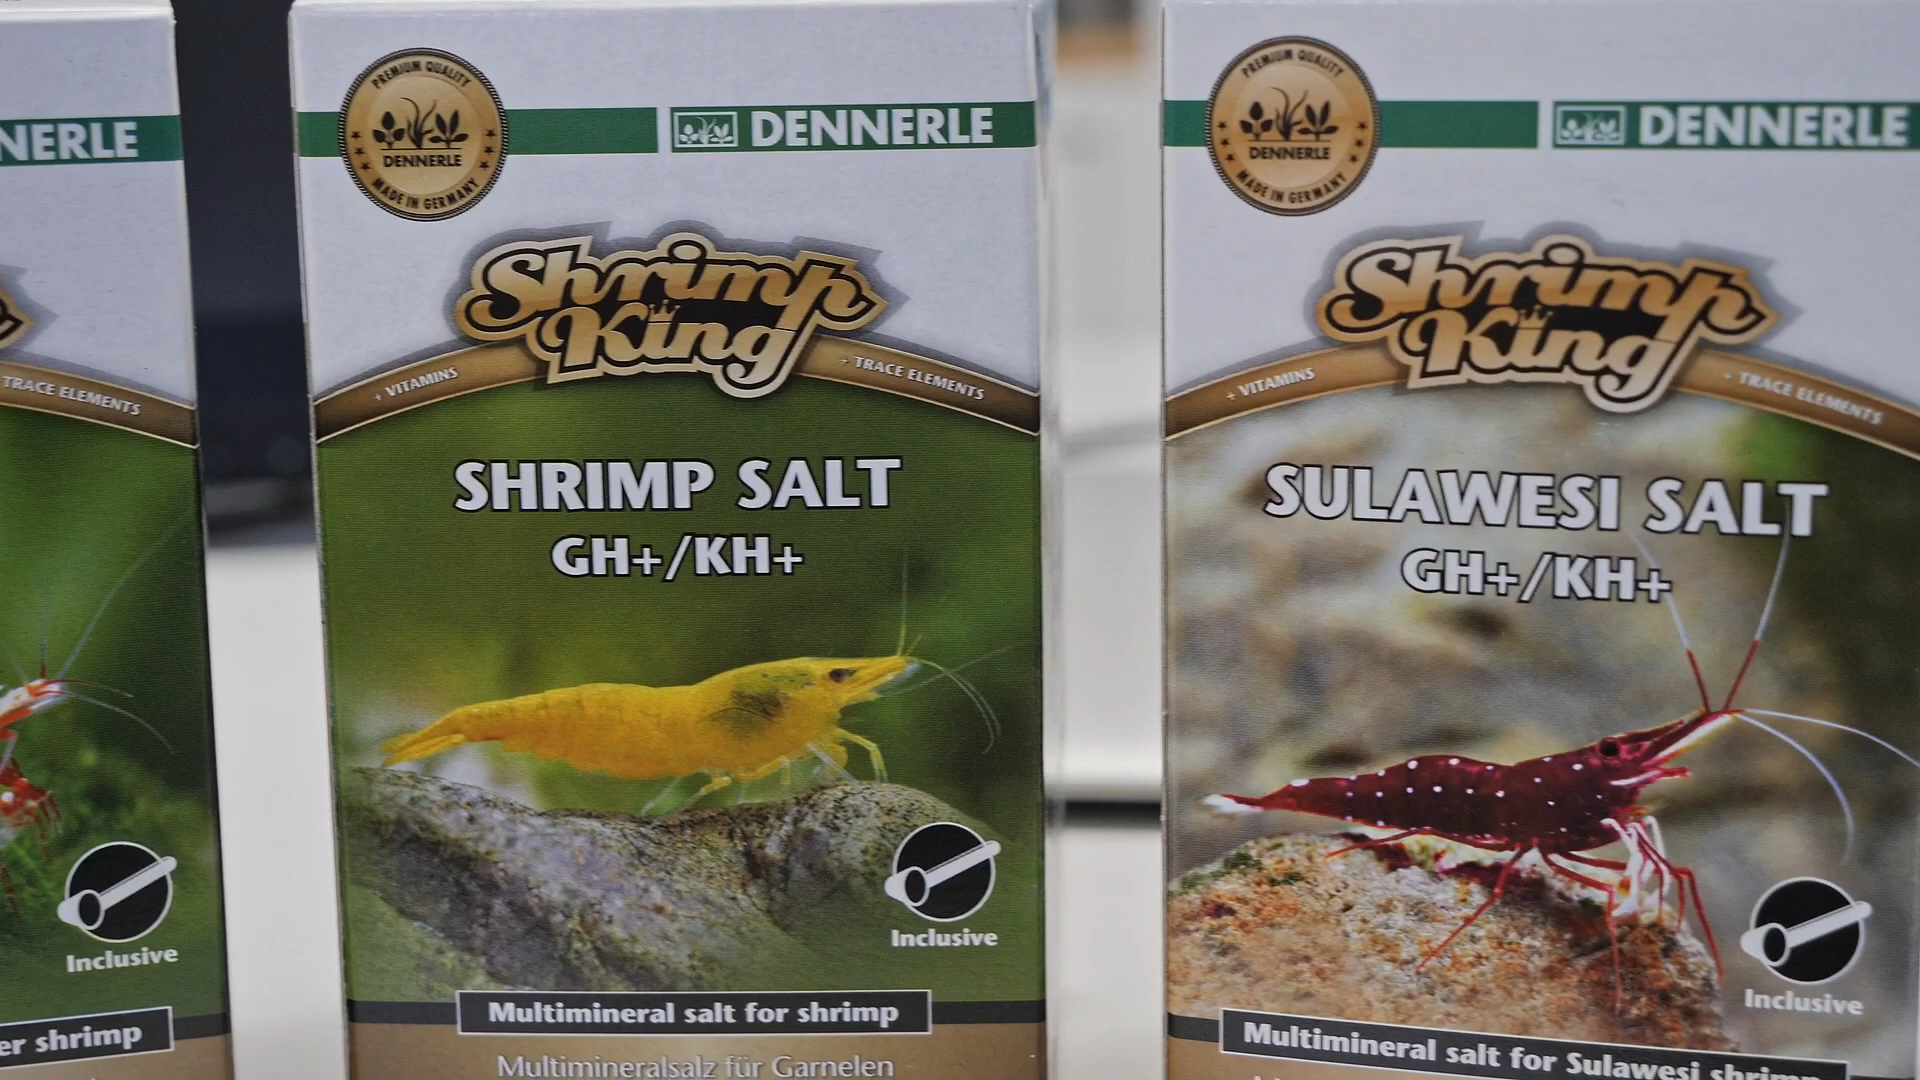 NERLE
TRACE ELEMENTS
Inclusive
er shrimp
PREMIUM QUALITY
DENNERLE
MADE IN GERMANY
DENNERLE
Shrimp
King
+ VITAMINS
+ TRACE ELEMENTS
SHRIMP SALT
GH+/KH+
Inclusive
Multimineral salt for shrimp
Multimineralsalz für Garnelen
PREMIUM QUALITY
DENNERLE
MADE IN GERMANY
DENNERLE
Shrimp
King
+ VITAMINS
+ TRACE ELEMENTS
SULAWESI SALT
GH+/KH+
Inclusive
Multimineral salt for Sulawesi shrimp